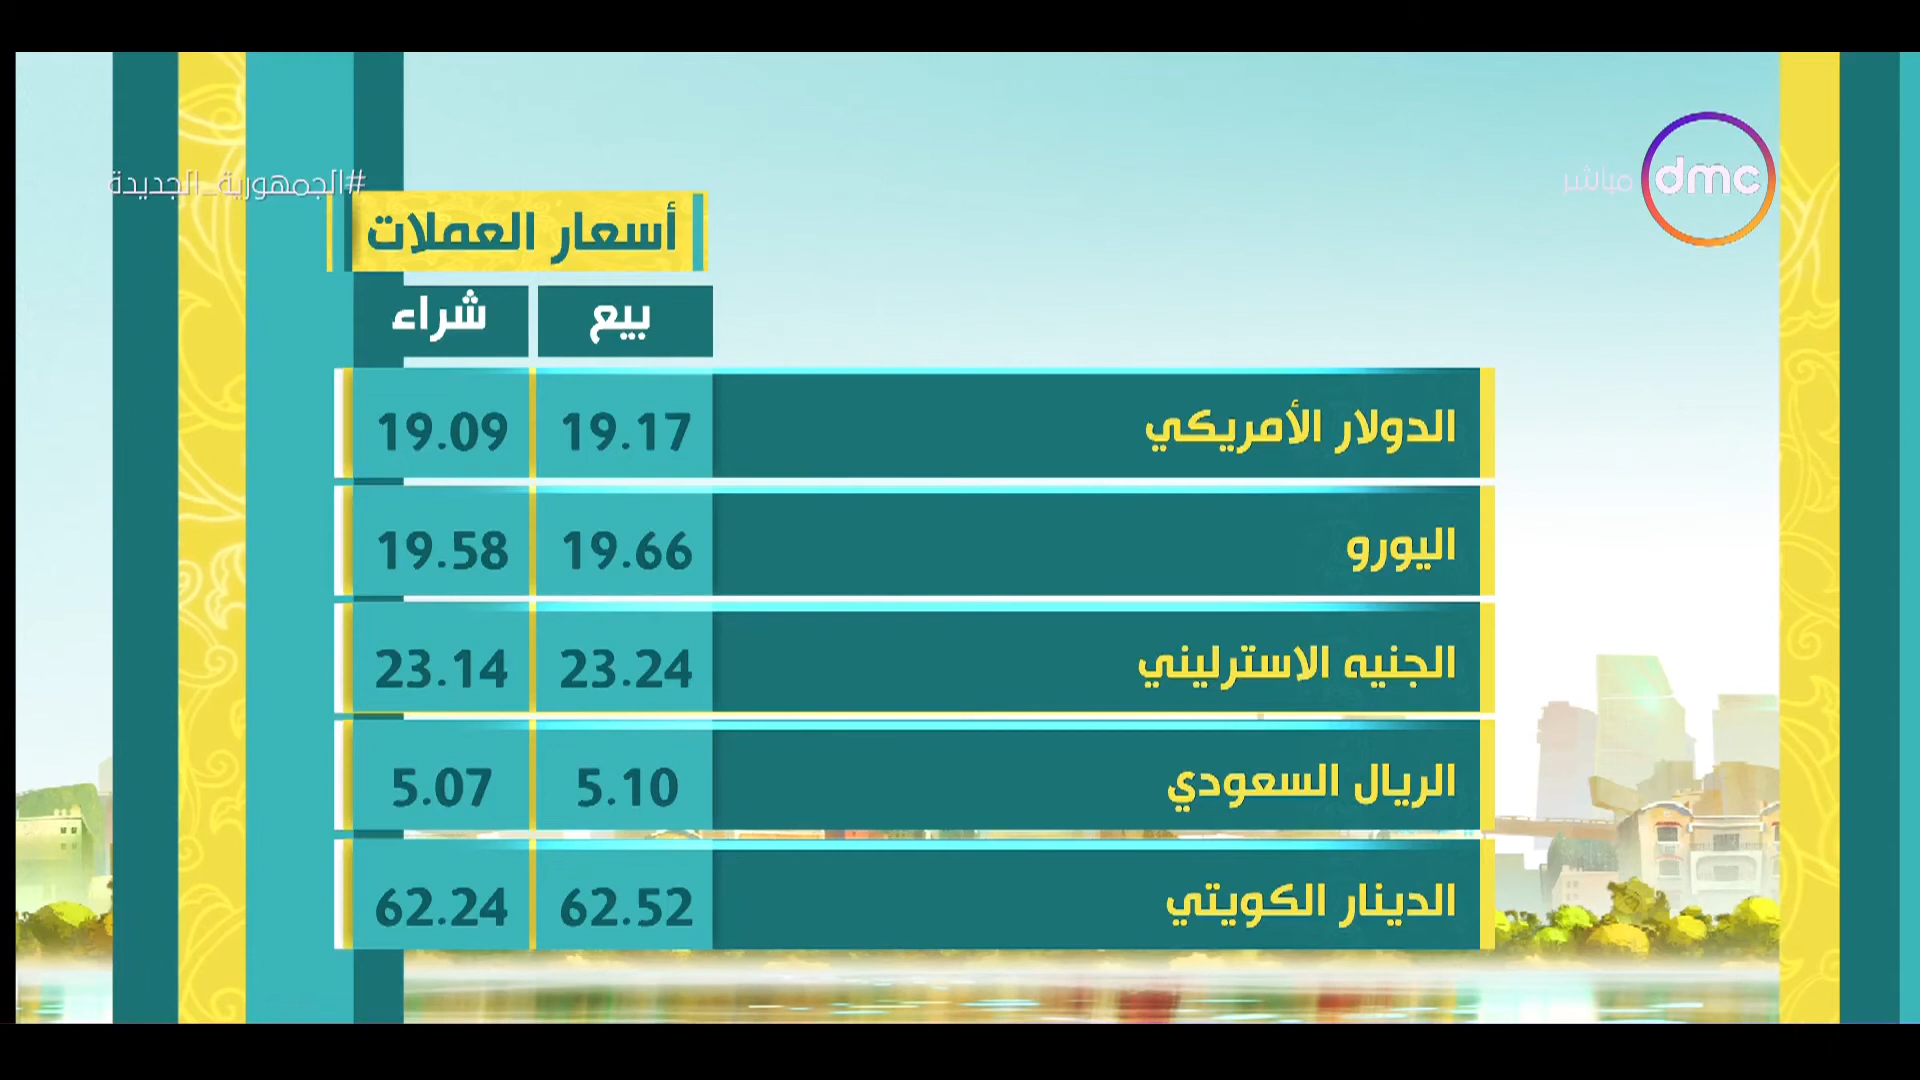 dmc
مباشر
#الجمهورية_الجديدة
أسعار العملات
بيع شراء
الدولار الأمريكي 19.17 19.09
اليورو 19.66 19.58
الجنيه الاسترليني 23.24 23.14
الريال السعودي 5.10 5.07
الدينار الكويتي 62.52 62.24